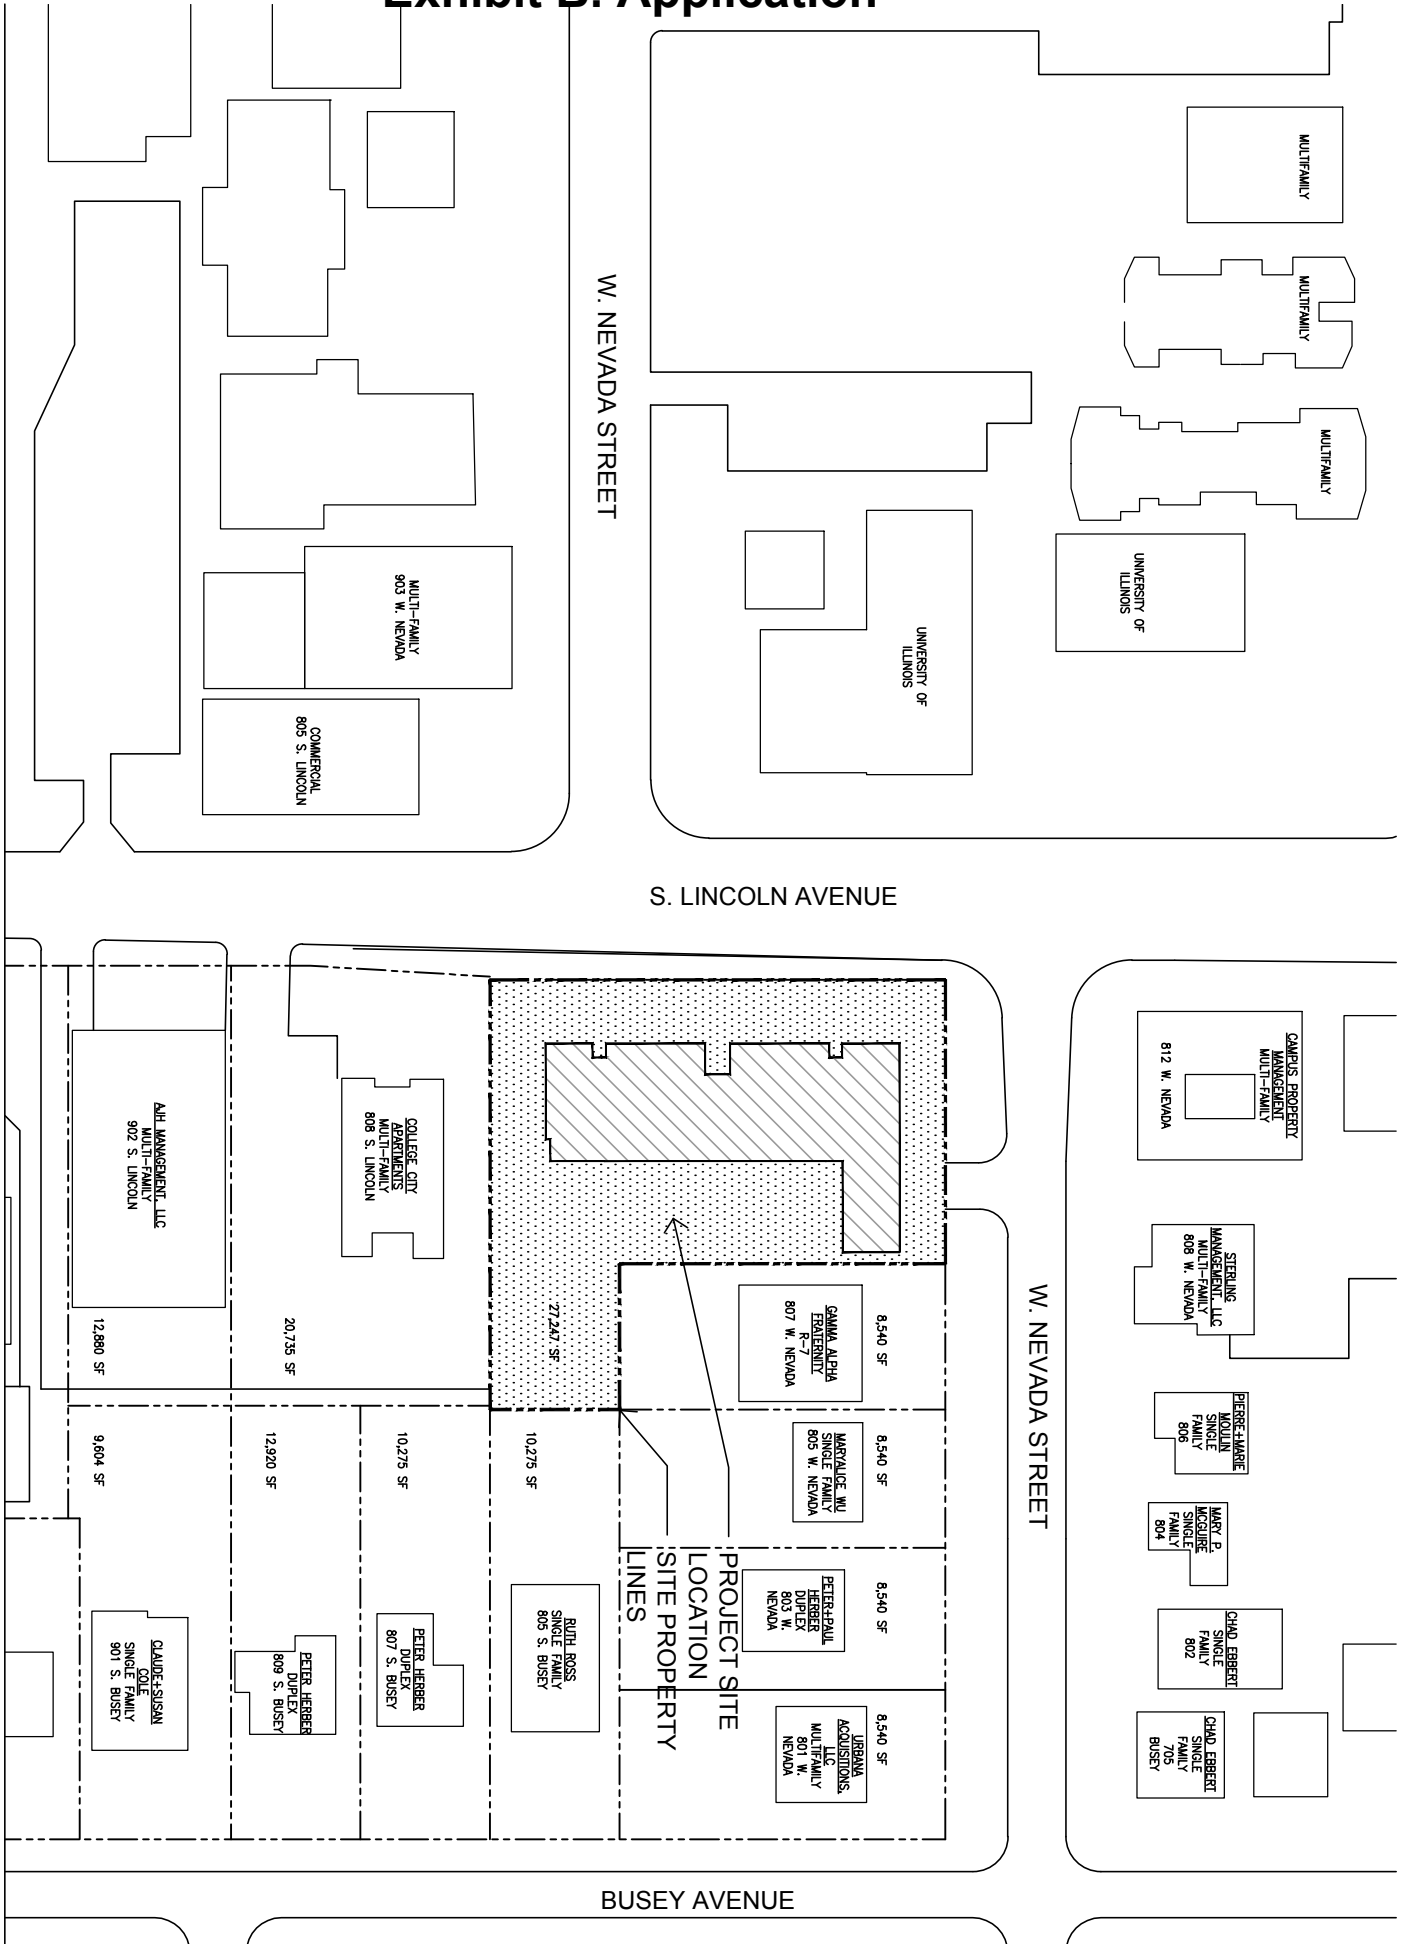 Exhibit B: Application
MULTIFAMILY
MULTIFAMILY
MULTIFAMILY
UNIVERSITY OF
ILLINOIS
UNIVERSITY OF
ILLINOIS
W. NEVADA STREET
MULTI-FAMILY
903 W. NEVADA
COMMERCIAL
805 S. LINCOLN
S. LINCOLN AVENUE
CAMPUS PROPERTY
MANAGEMENT
MULTI-FAMILY
812 W. NEVADA
STERLING
MANAGEMENT, LLC
MULTI-FAMILY
808 W. NEVADA
PIERRE+MARIE
MOULIN
SINGLE
FAMILY
806
MARY P.
MCGUIRE
SINGLE
FAMILY
804
CHAD EBBERT
SINGLE
FAMILY
802
CHAD EBBERT
SINGLE
FAMILY
705
BUSEY
W. NEVADA STREET
8,540 SF
GAMMA ALPHA
FRATERNITY
R-7
807 W. NEVADA
8,540 SF
MARYALICE WU
SINGLE FAMILY
805 W. NEVADA
8,540 SF
PETER+PAUL
HERBER
DUPLEX
803 W.
NEVADA
8,540 SF
URBANA
ACQUISITIONS,
LLC
MULTIFAMILY
801 W.
NEVADA
PROJECT SITE
LOCATION
SITE PROPERTY
LINES
27,247 SF
COLLEGE CITY
APARTMENTS
MULTI-FAMILY
808 S. LINCOLN
20,735 SF
AJH MANAGEMENT, LLC
MULTI-FAMILY
902 S. LINCOLN
12,880 SF
10,275 SF
RUTH ROSS
SINGLE FAMILY
805 S. BUSEY
10,275 SF
PETER HERBER
DUPLEX
807 S. BUSEY
12,920 SF
PETER HERBER
DUPLEX
809 S. BUSEY
9,604 SF
CLAUDE+SUSAN
COLE
SINGLE FAMILY
901 S. BUSEY
BUSEY AVENUE